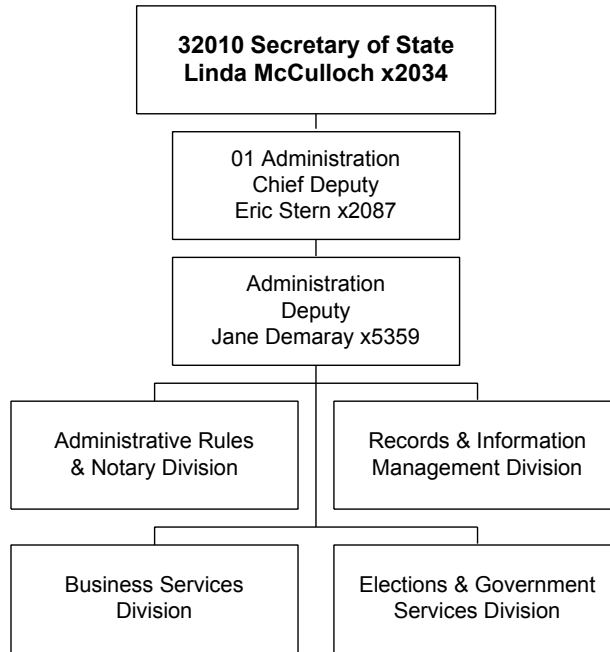 32010 Secretary of State
Linda McCulloch x2034
01 Administration
Chief Deputy
Eric Stern x2087
Administration
Deputy
Jane Demaray x5359
Administrative Rules
& Notary Division
Records & Information
Management Division
Business Services
Division
Elections & Government
Services Division